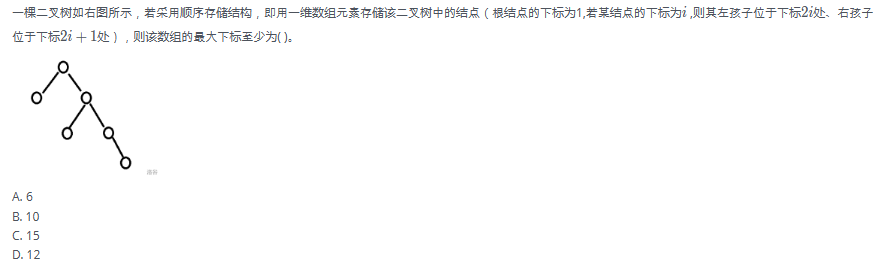 一棵二叉树如右图所示，若采用顺序存储结构，即用一维数组元素存储该二叉树中的结点（根结点的下标为1,若某结点的下标为i ,则其左孩子位于下标2i处、右孩子
位于下标2i + 1处），则该数组的最大下标至少为( )。
A. 6
B. 10
C. 15
D. 12